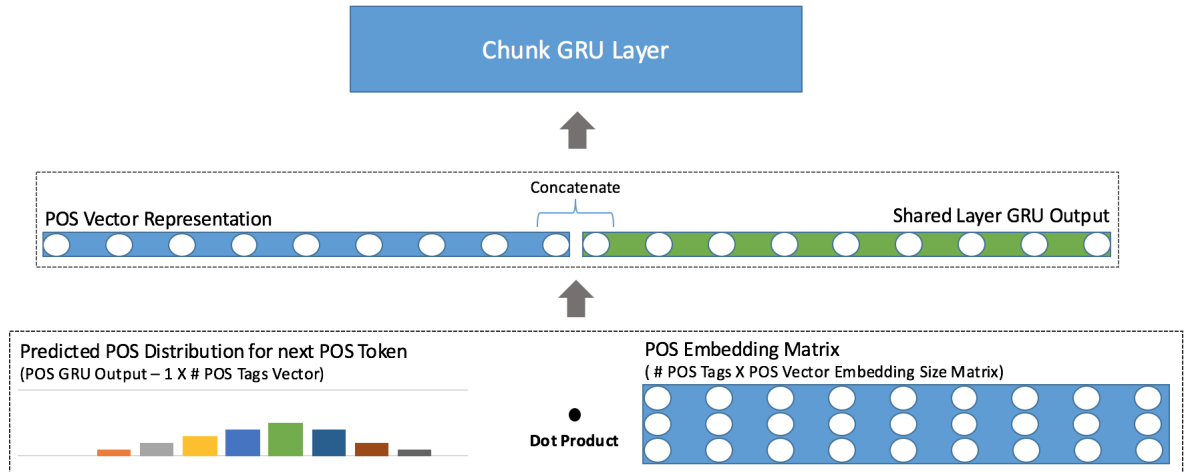 Chunk GRU Layer
Concatenate
POS Vector Representation
Shared Layer GRU Output
Predicted POS Distribution for next POS Token
(POS GRU Output – 1 X # POS Tags Vector)
POS Embedding Matrix
( # POS Tags X POS Vector Embedding Size Matrix)
Dot Product